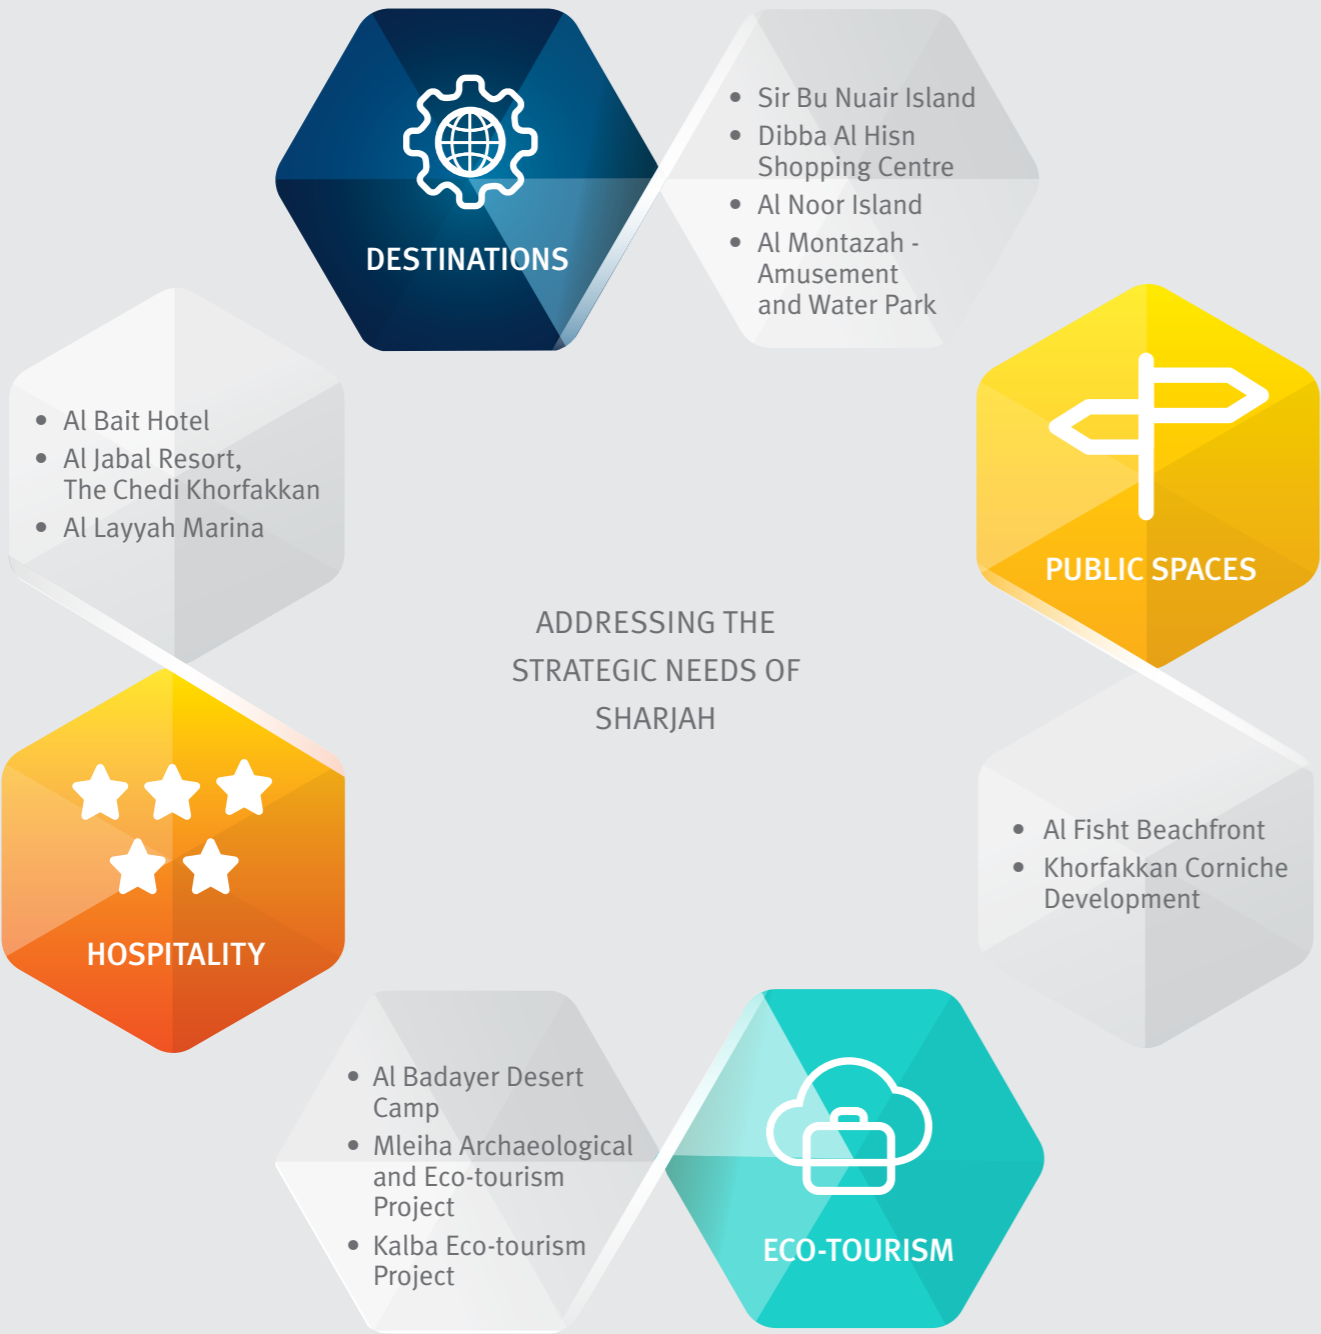 DESTINATIONS
• Sir Bu Nuair Island
• Dibba Al Hisn
Shopping Centre
• Al Noor Island
• Al Montazah -
Amusement
and Water Park
PUBLIC SPACES
• Al Fisht Beachfront
• Khorfakkan Corniche
Development
• Al Bait Hotel
• Al Jabal Resort,
The Chedi Khorfakkan
• Al Layyah Marina
HOSPITALITY
ADDRESSING THE
STRATEGIC NEEDS OF
SHARJAH
• Al Badayer Desert
Camp
• Mleiha Archaeological
and Eco-tourism
Project
• Kalba Eco-tourism
Project
ECO-TOURISM